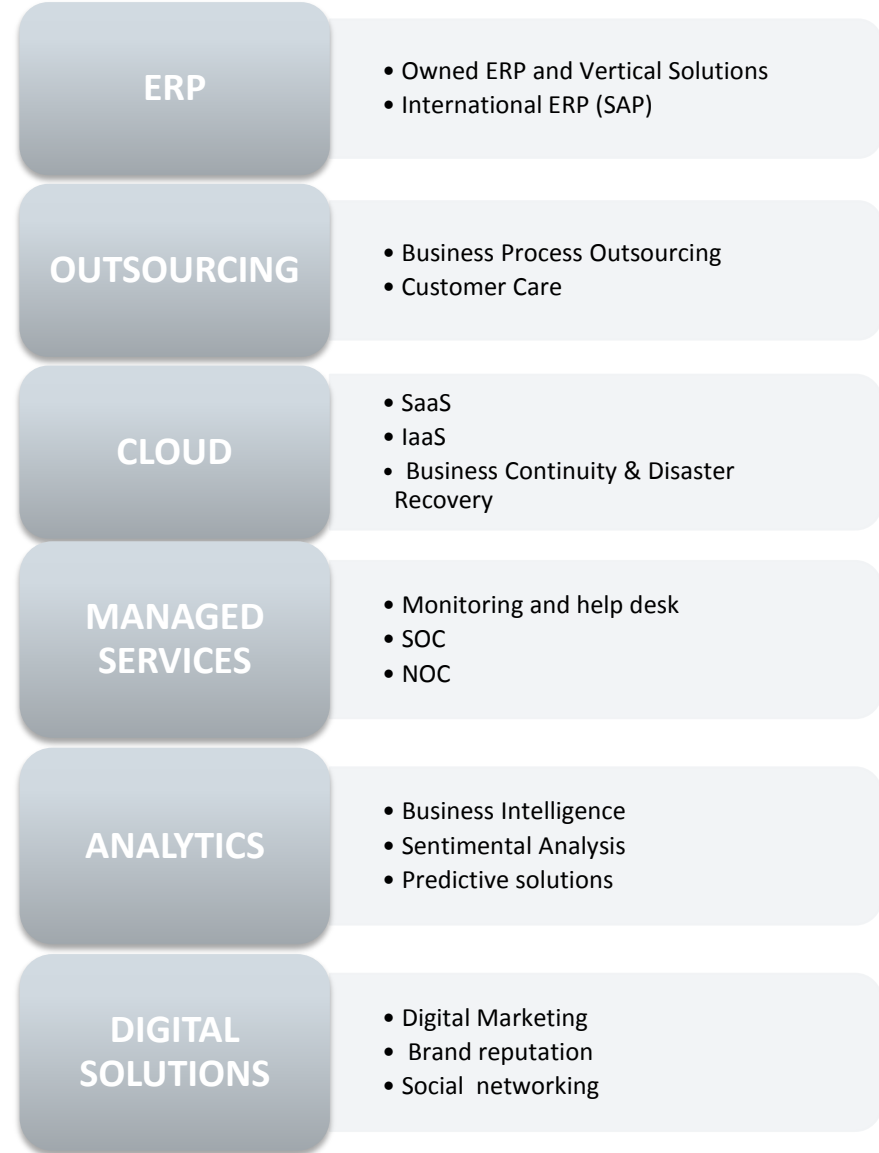 ERP
• Owned ERP and Vertical Solutions
• International ERP (SAP)
OUTSOURCING
• Business Process Outsourcing
• Customer Care
CLOUD
• SaaS
• IaaS
• Business Continuity & Disaster
Recovery
MANAGED
SERVICES
• Monitoring and help desk
• SOC
• NOC
ANALYTICS
• Business Intelligence
• Sentimental Analysis
• Predictive solutions
DIGITAL
SOLUTIONS
• Digital Marketing
• Brand reputation
• Social networking